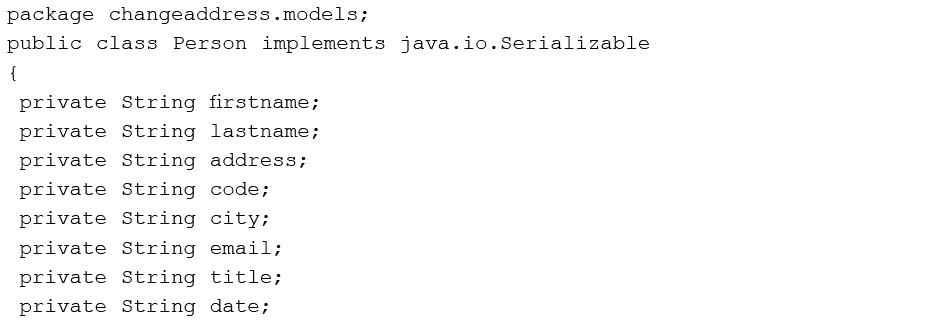 package changeaddress.models;
public class Person implements java.io.Serializable
{
 private String firstname;
 private String lastname;
 private String address;
 private String code;
 private String city;
 private String email;
 private String title;
 private String date;